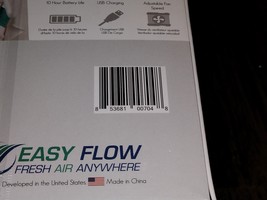 10 Hour Battery Life
USB Charging
Adjustable Fan
Speed
8 53681 00704 8
EASY FLOW
FRESH AIR ANYWHERE
Developed in the United States Made in China